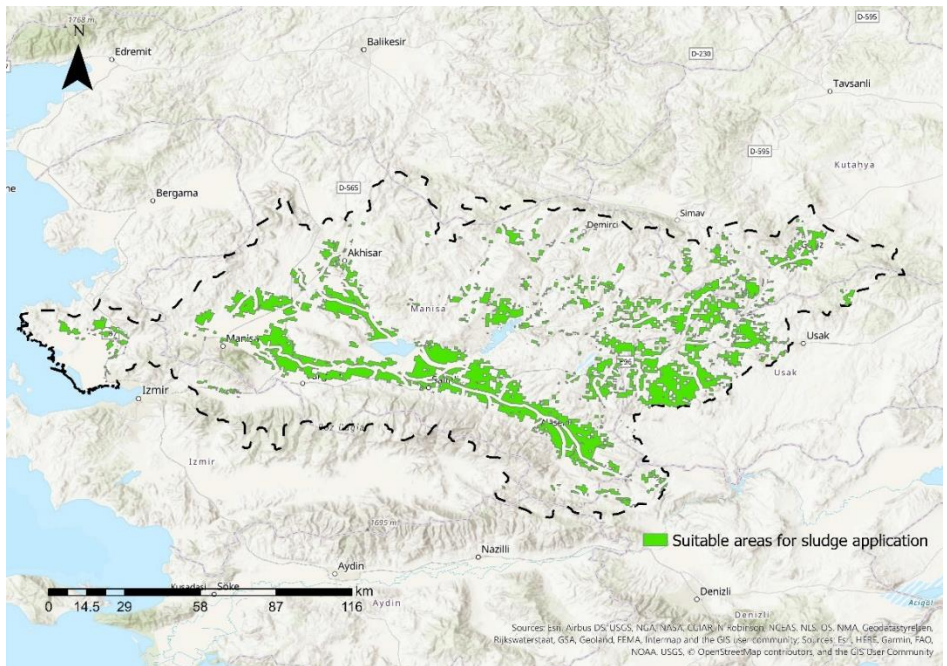 1768 m
N
D-595
Edremit
Balikesir
D-230
Tavsanli
D-595
Kutahya
ne
D-565
Bergama
Simav
Demirci
Akhisar
Manisa
Manisa
Usak
Usak
Izmir
Izmir
1695 m
Suitable areas for sludge application
Nazilli
Aydin
Kusadasi
Söke
km
0 14.5 29 58 87 116
Aydin
Denizli
Denizli
Sources: Esri, Airbus DS, USGS, NGA, NASA, CGIAR, N Robinson, NCEAS, NLS, OS, NMA, Geodatastyrelsen,
Rijkswaterstaat, GSA, Geoland, FEMA, Intermap and the GIS user community, Sources: Esri, HERE, Garmin, FAO,
NOAA, USGS, © OpenStreetMap contributors, and the GIS User Community